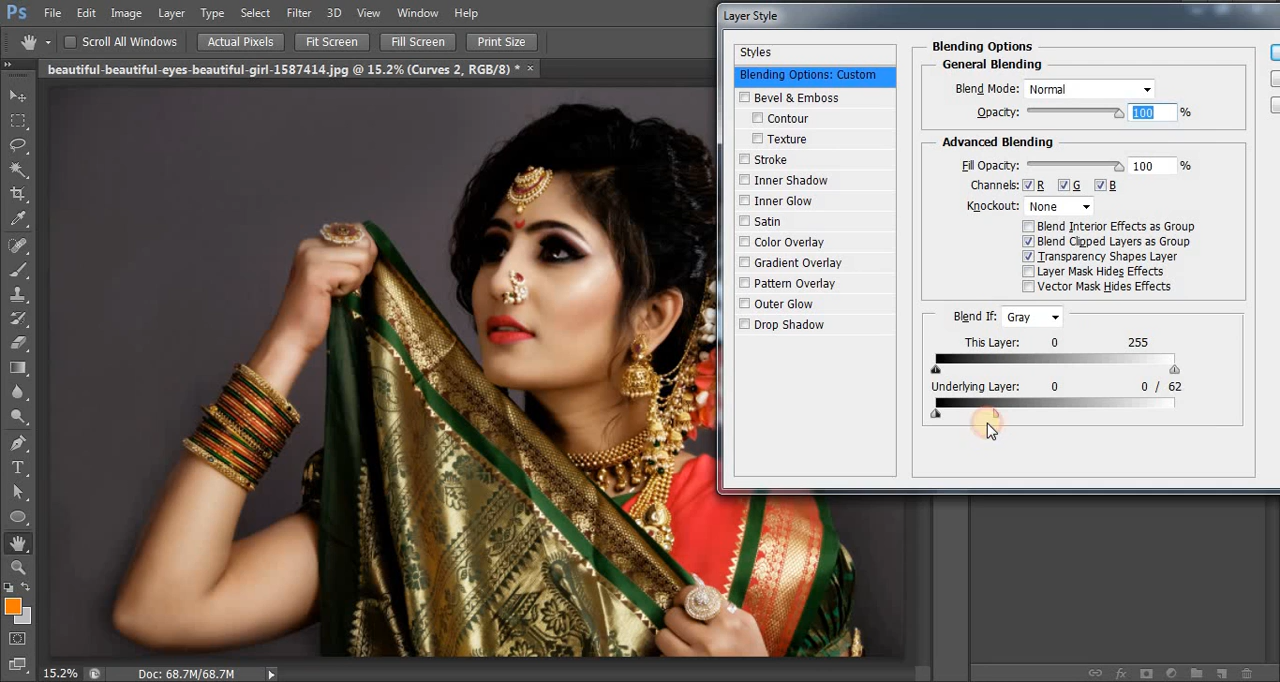 Ps File Edit Image Layer Type Select Filter 3D View Window Help
Scroll All Windows Actual Pixels Fit Screen Fill Screen Print Size
beautiful-beautiful-eyes-beautiful-girl-1587414.jpg @ 15.2% (Curves 2, RGB/8) *
Layer Style
Styles
Blending Options: Custom
Bevel & Emboss
Contour
Texture
Stroke
Inner Shadow
Inner Glow
Satin
Color Overlay
Gradient Overlay
Pattern Overlay
Outer Glow
Drop Shadow
Blending Options
General Blending
Blend Mode: Normal
Opacity: 100 %
Advanced Blending
Fill Opacity: 100 %
Channels: R G B
Knockout: None
Blend Interior Effects as Group
Blend Clipped Layers as Group
Transparency Shapes Layer
Layer Mask Hides Effects
Vector Mask Hides Effects
Blend If: Gray
This Layer: 0 255
Underlying Layer: 0 0 / 62
T
15.2% Doc: 68.7M/68.7M
fx